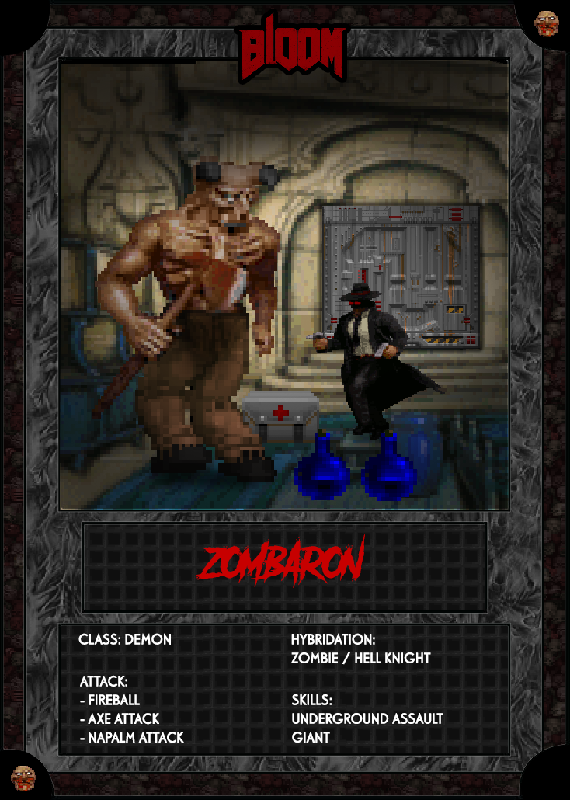 BLOOM
ZOMBARON
CLASS: DEMON
ATTACK:
- FIREBALL
- AXE ATTACK
- NAPALM ATTACK
HYBRIDATION:
ZOMBIE / HELL KNIGHT
SKILLS:
UNDERGROUND ASSAULT
GIANT